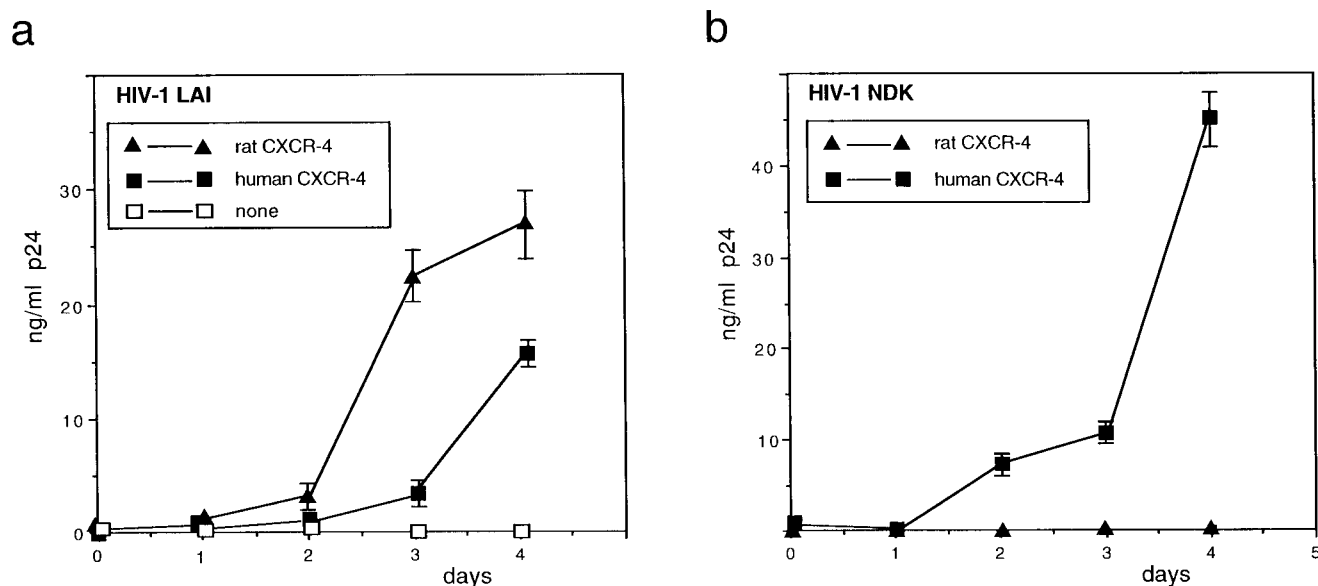 a
HIV-1 LAI
rat CXCR-4
human CXCR-4
none
ng/ml p24
30
20
10
0
0 1 2 3 4
days
b
HIV-1 NDK
rat CXCR-4
human CXCR-4
ng/ml p24
40
30
20
10
0 1 2 3 4 5
days